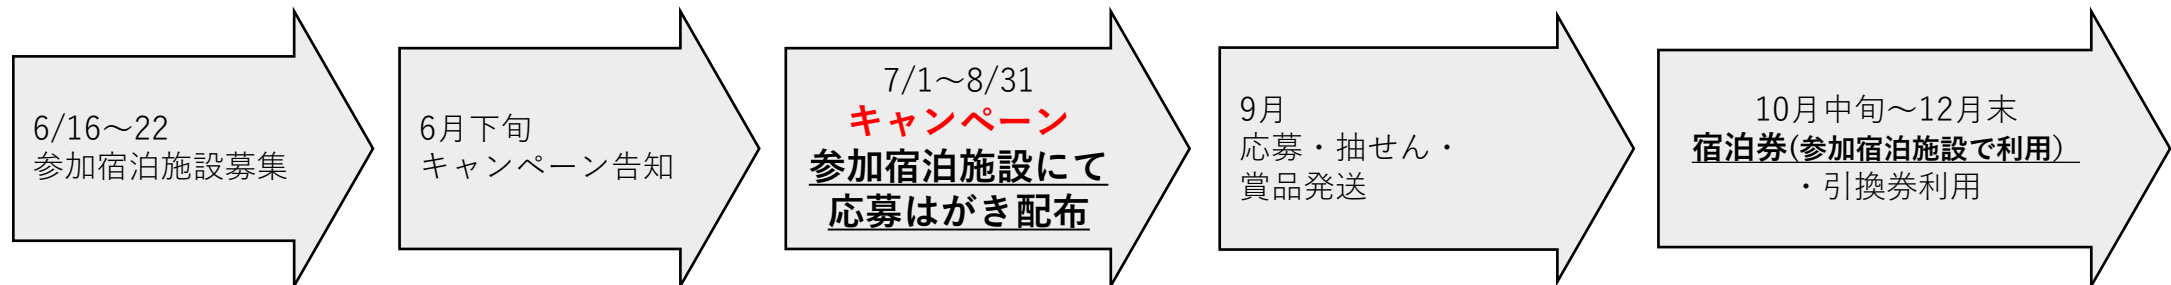 6/16～22
参加宿泊施設募集
6月下旬
キャンペーン告知
7/1～8/31
キャンペーン
参加宿泊施設にて
応募はがき配布
9月
応募・抽せん・
賞品発送
10月中旬～12月末
宿泊券(参加宿泊施設で利用)
・引換券利用